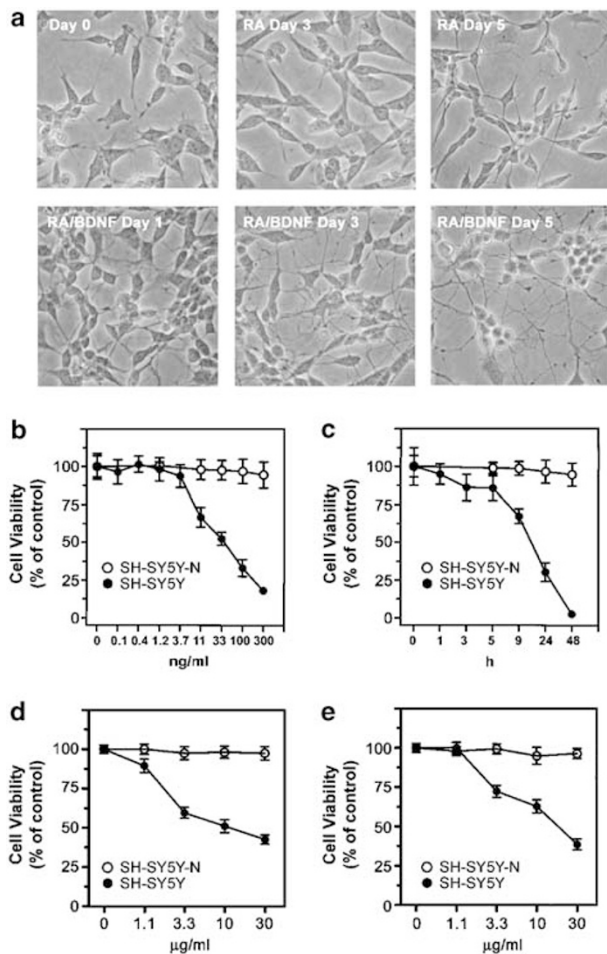 a
Day 0
RA Day 3
RA Day 5
RA/BDNF Day 1
RA/BDNF Day 3
RA/BDNF Day 5
b
Cell Viability
(% of control)
100
75
50
25
0
SH-SY5Y-N
SH-SY5Y
0 0.1 0.4 1.2 3.7 11 33 100 300
ng/ml
c
Cell Viability
(% of control)
100
75
50
25
0
SH-SY5Y-N
SH-SY5Y
0 1 3 5 9 24 48
h
d
Cell Viability
(% of control)
100
75
50
25
0
SH-SY5Y-N
SH-SY5Y
0 1.1 3.3 10 30
µg/ml
e
Cell Viability
(% of control)
100
75
50
25
0
SH-SY5Y-N
SH-SY5Y
0 1.1 3.3 10 30
µg/ml